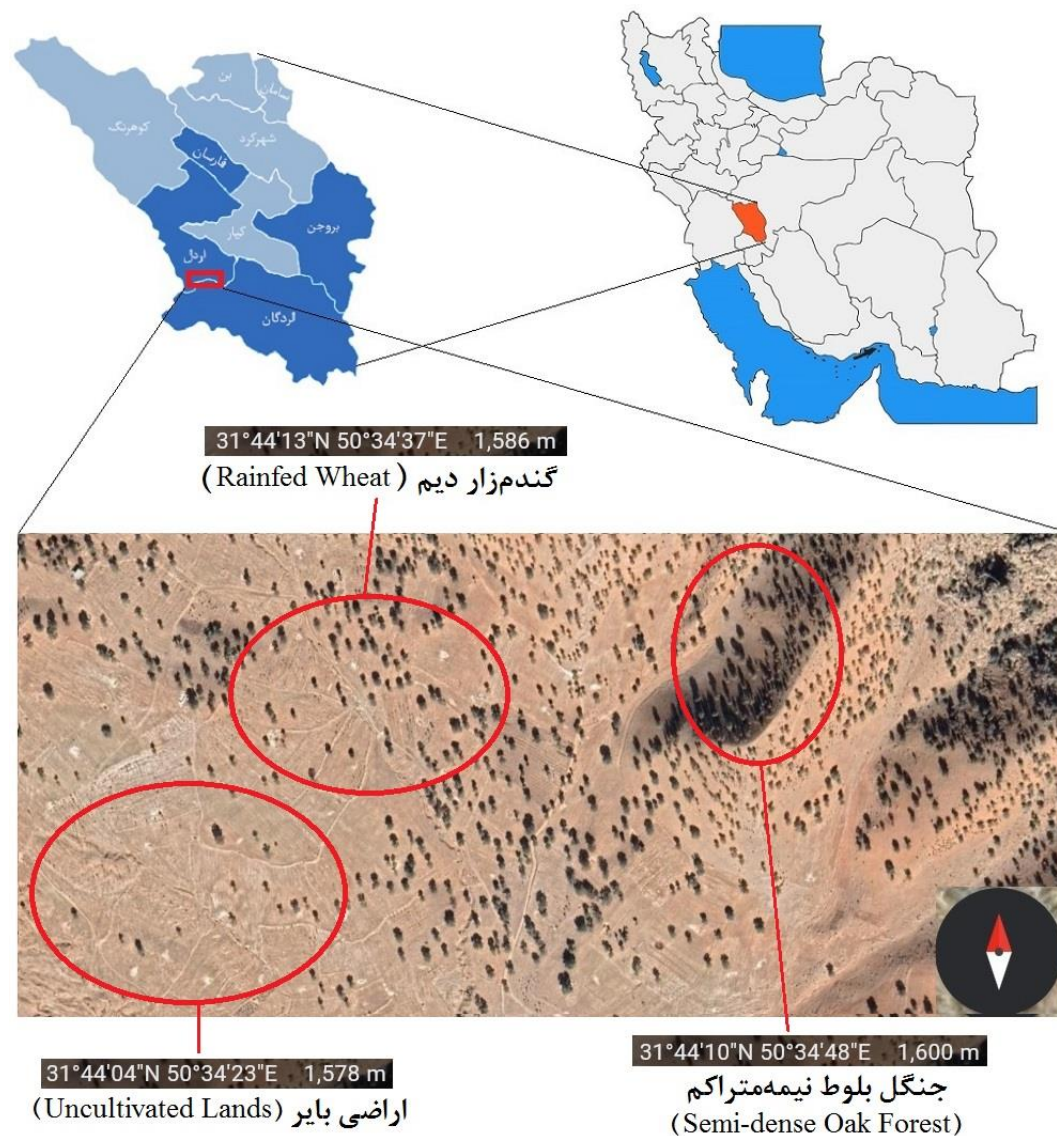 بن
سامان
کوهرنگ
شهرکرد
فارسان
کیار
بروجن
اردل
لردگان
31°44'13"N 50°34'37"E 1,586 m
گندم‌زار دیم (Rainfed Wheat)
31°44'04"N 50°34'23"E 1,578 m
اراضی بایر (Uncultivated Lands)
31°44'10"N 50°34'48"E 1,600 m
جنگل بلوط نیمه‌متراکم
(Semi-dense Oak Forest)